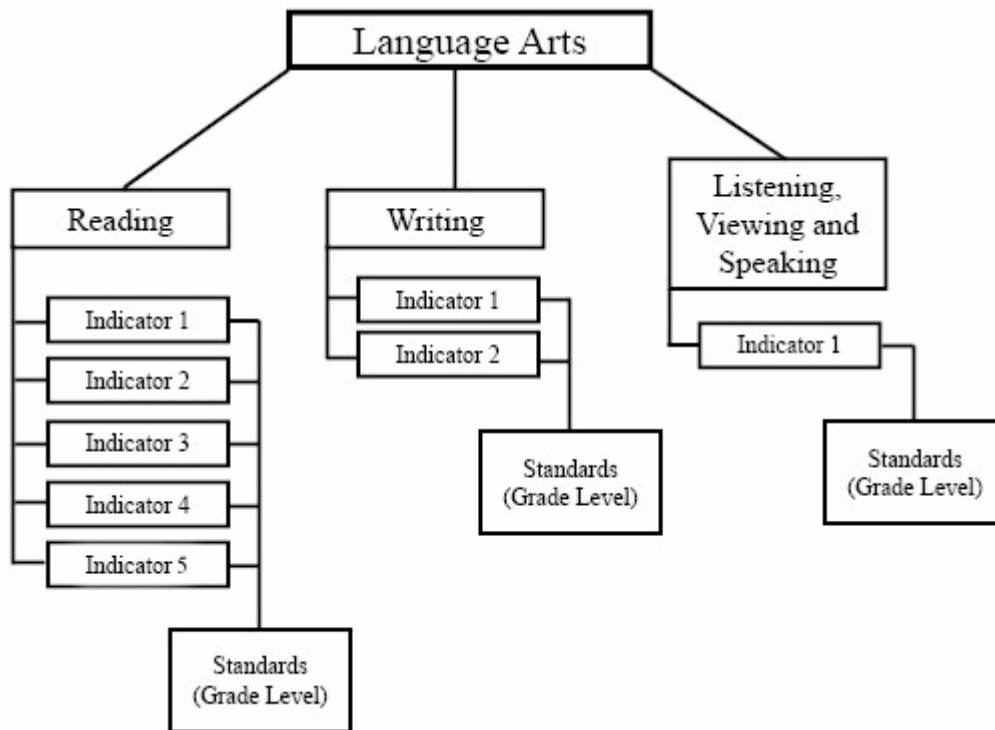 Language Arts
Reading
Indicator 1
Indicator 2
Indicator 3
Indicator 4
Indicator 5
Standards
(Grade Level)
Writing
Indicator 1
Indicator 2
Standards
(Grade Level)
Listening,
Viewing and
Speaking
Indicator 1
Standards
(Grade Level)